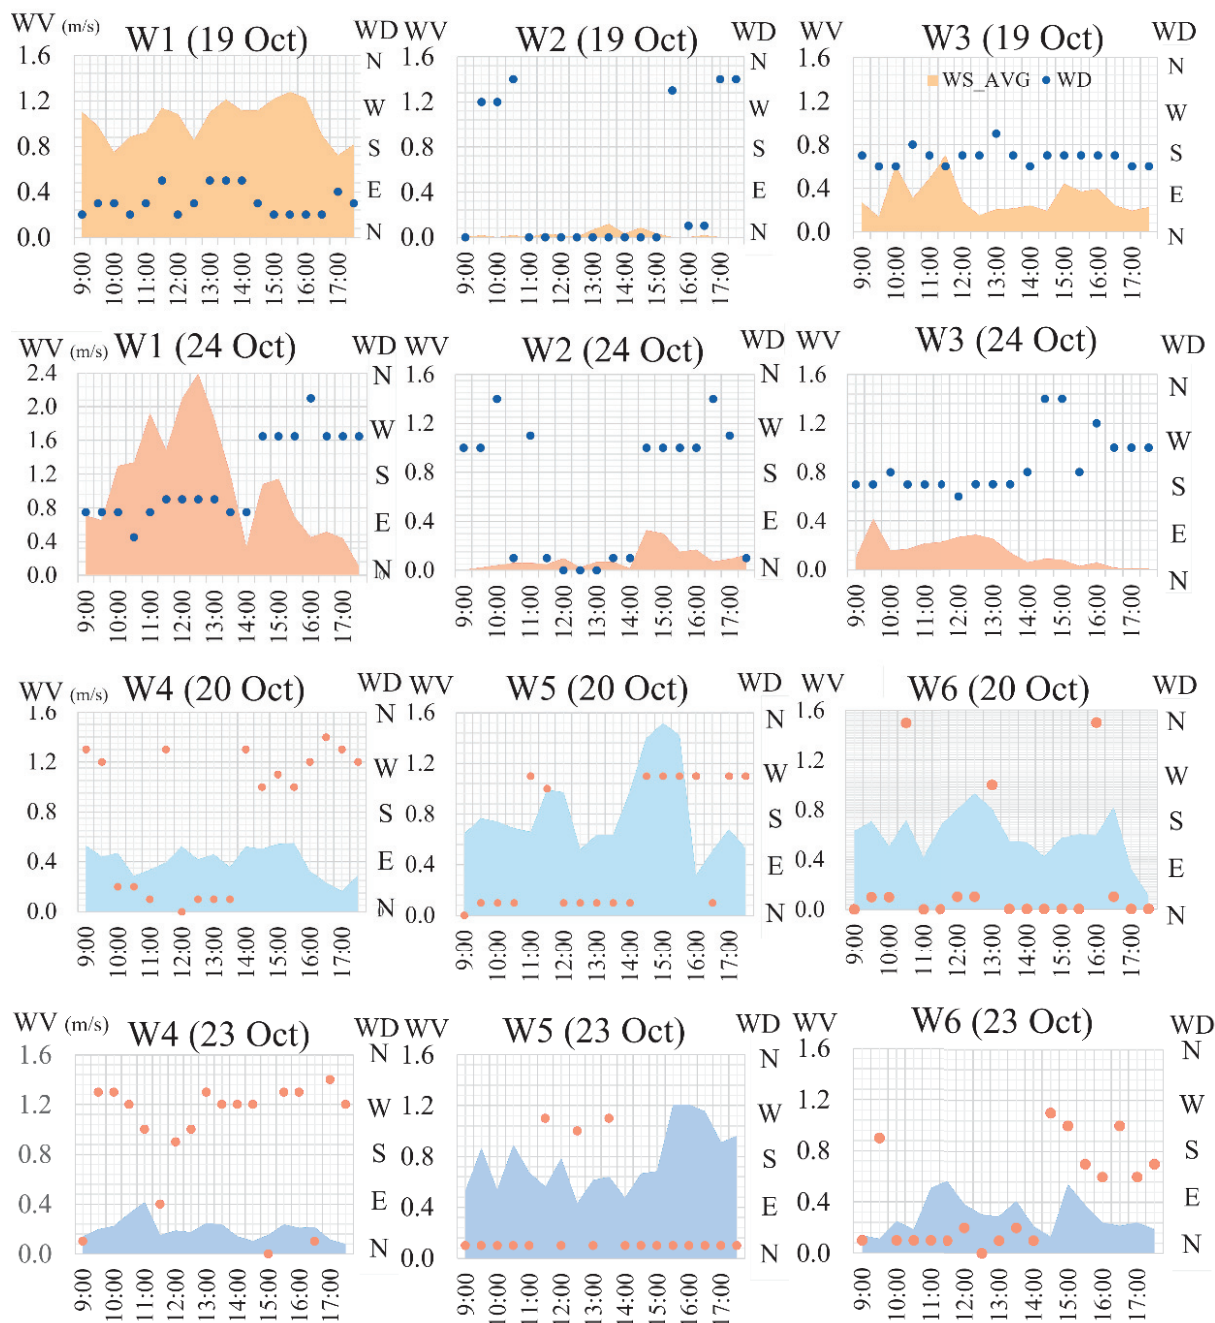 WV (m/s) W1 (19 Oct) WD WV W2 (19 Oct) WD WV W3 (19 Oct) WD
WS_AVG WD
1.6 1.2 0.8 0.4 0.0
N W S E N
9:00 10:00 11:00 12:00 13:00 14:00 15:00 16:00 17:00
1.6 1.2 0.8 0.4 0.0
N W S E N
9:00 10:00 11:00 12:00 13:00 14:00 15:00 16:00 17:00
1.6 1.2 0.8 0.4 0.0
N W S E N
9:00 10:00 11:00 12:00 13:00 14:00 15:00 16:00 17:00
WV (m/s) W1 (24 Oct) WD WV W2 (24 Oct) WD WV W3 (24 Oct) WD
2.4 2.0 1.6 1.2 0.8 0.4 0.0
N W S E N
9:00 10:00 11:00 12:00 13:00 14:00 15:00 16:00 17:00
1.6 1.2 0.8 0.4 0.0
N W S E N
9:00 10:00 11:00 12:00 13:00 14:00 15:00 16:00 17:00
1.6 1.2 0.8 0.4 0.0
N W S E N
9:00 10:00 11:00 12:00 13:00 14:00 15:00 16:00 17:00
WV (m/s) W4 (20 Oct) WD WV W5 (20 Oct) WD WV W6 (20 Oct) WD
1.6 1.2 0.8 0.4 0.0
N W S E N
9:00 10:00 11:00 12:00 13:00 14:00 15:00 16:00 17:00
1.6 1.2 0.8 0.4 0.0
N W S E N
9:00 10:00 11:00 12:00 13:00 14:00 15:00 16:00 17:00
1.6 1.2 0.8 0.4 0.0
N W S E N
9:00 10:00 11:00 12:00 13:00 14:00 15:00 16:00 17:00
WV (m/s) W4 (23 Oct) WD WV W5 (23 Oct) WD WV W6 (23 Oct) WD
1.6 1.2 0.8 0.4 0.0
N W S E N
9:00 10:00 11:00 12:00 13:00 14:00 15:00 16:00 17:00
1.6 1.2 0.8 0.4 0.0
N W S E N
9:00 10:00 11:00 12:00 13:00 14:00 15:00 16:00 17:00
1.6 1.2 0.8 0.4 0.0
N W S E N
9:00 10:00 11:00 12:00 13:00 14:00 15:00 16:00 17:00